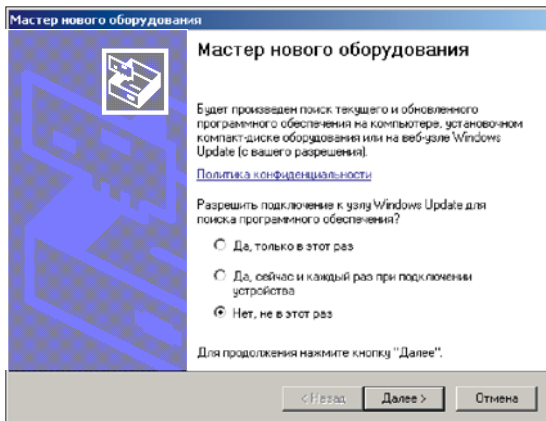 Мастер нового оборудования
Мастер нового оборудования
Будет произведен поиск текущего и обновленного
программного обеспечения на компьютере, установочном
компакт-диске оборудования или на веб-узле Windows
Update (с вашего разрешения).
Политика конфиденциальности
Разрешить подключение к узлу Windows Update для
поиска программного обеспечения?
Да, только в этот раз
Да, сейчас и каждый раз при подключении
устройства
Нет, не в этот раз
Для продолжения нажмите кнопку "Далее".
< Назад Далее > Отмена